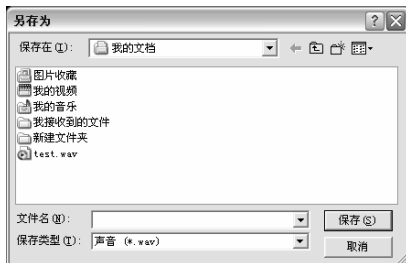 另存为
保存在(I): 我的文档
图片收藏
我的视频
我的音乐
我接收到的文件
新建文件夹
test.wav
文件名(N): 保存(S)
保存类型(T): 声音 (*.wav) 取消